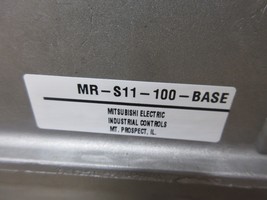 MR-S11-100-BASE
MITSUBISHI ELECTRIC
INDUSTRIAL CONTROLS
MT. PROSPECT, IL.